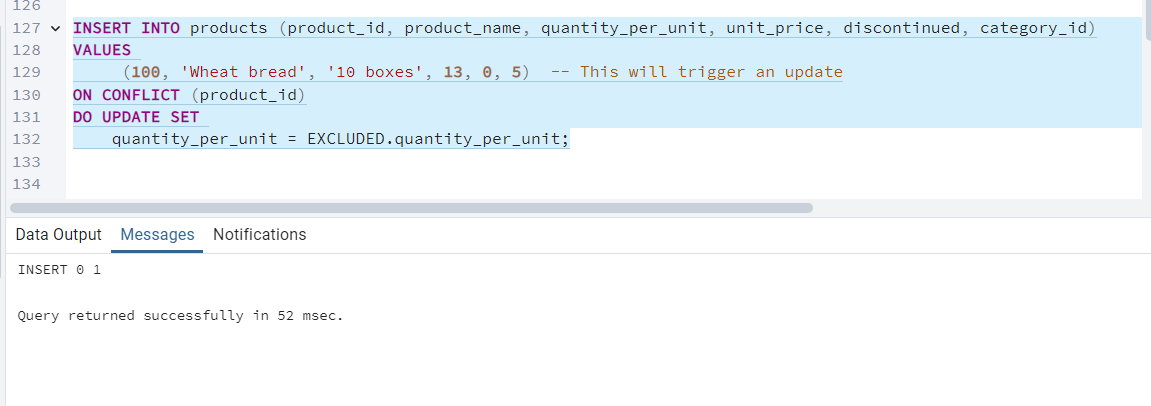 126
127 INSERT INTO products (product_id, product_name, quantity_per_unit, unit_price, discontinued, category_id)
128 VALUES
129 (100, 'Wheat bread', '10 boxes', 13, 0, 5) -- This will trigger an update
130 ON CONFLICT (product_id)
131 DO UPDATE SET
132 quantity_per_unit = EXCLUDED.quantity_per_unit;
133
134
Data Output Messages Notifications
INSERT 0 1
Query returned successfully in 52 msec.